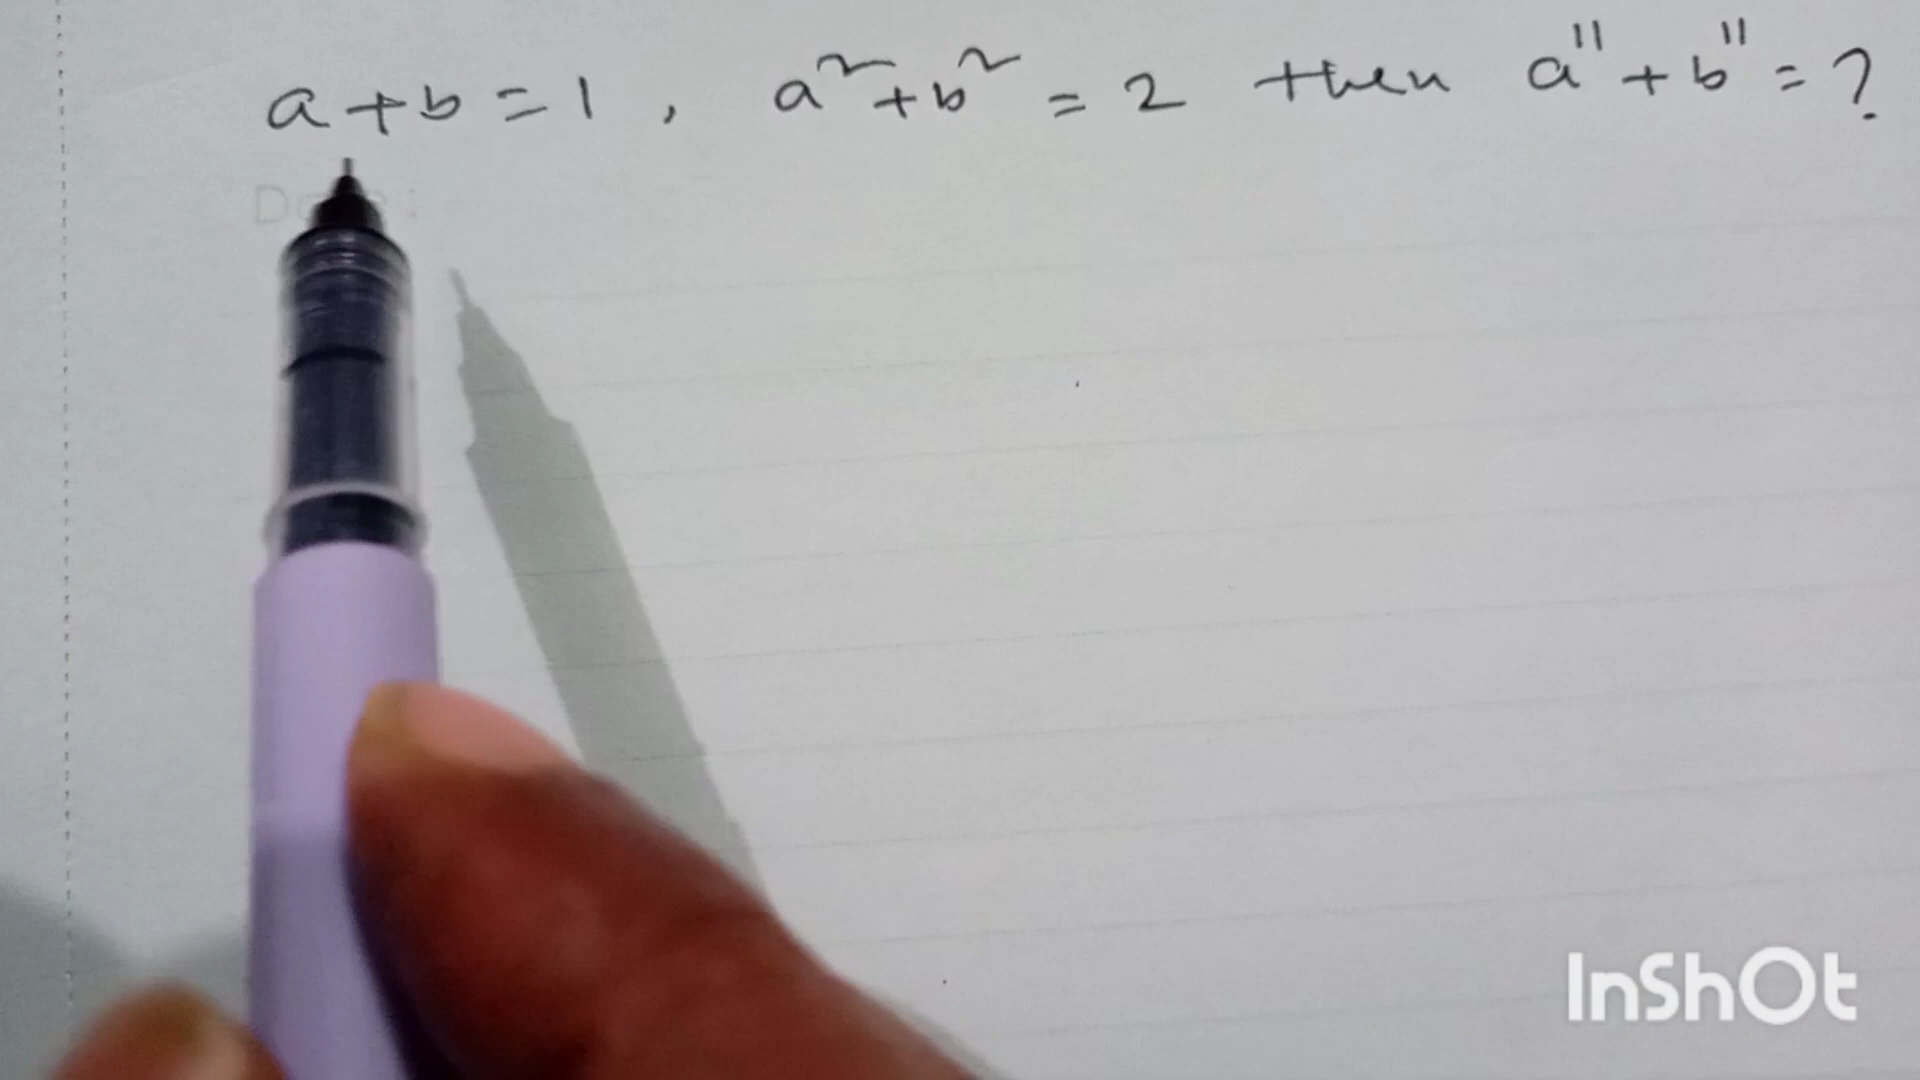 a+b=1, a²+b²=2 then a¹¹+b¹¹=?
InShOt